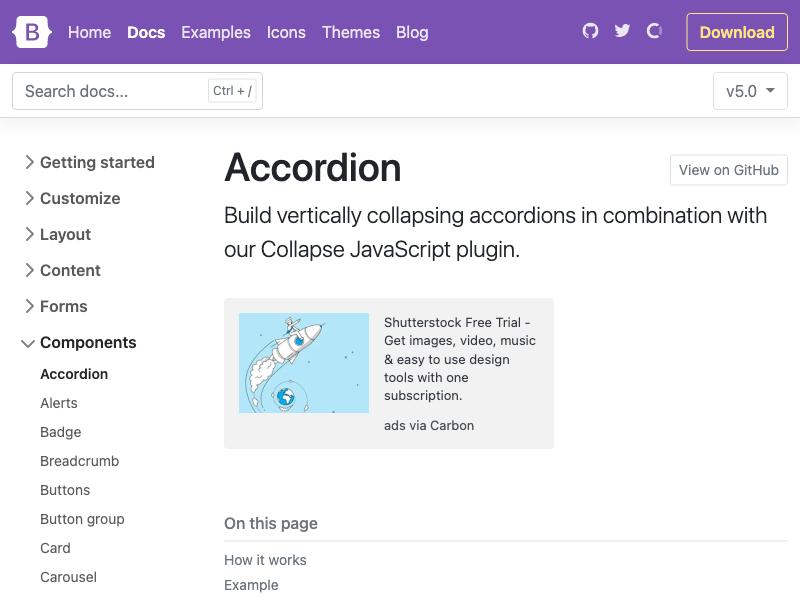 B Home Docs Examples Icons Themes Blog Download
Search docs... Ctrl + / v5.0
Getting started
Customize
Layout
Content
Forms
Components
Accordion
Alerts
Badge
Breadcrumb
Buttons
Button group
Card
Carousel
Accordion
View on GitHub
Build vertically collapsing accordions in combination with
our Collapse JavaScript plugin.
Shutterstock Free Trial -
Get images, video, music
& easy to use design
tools with one
subscription.
ads via Carbon
On this page
How it works
Example